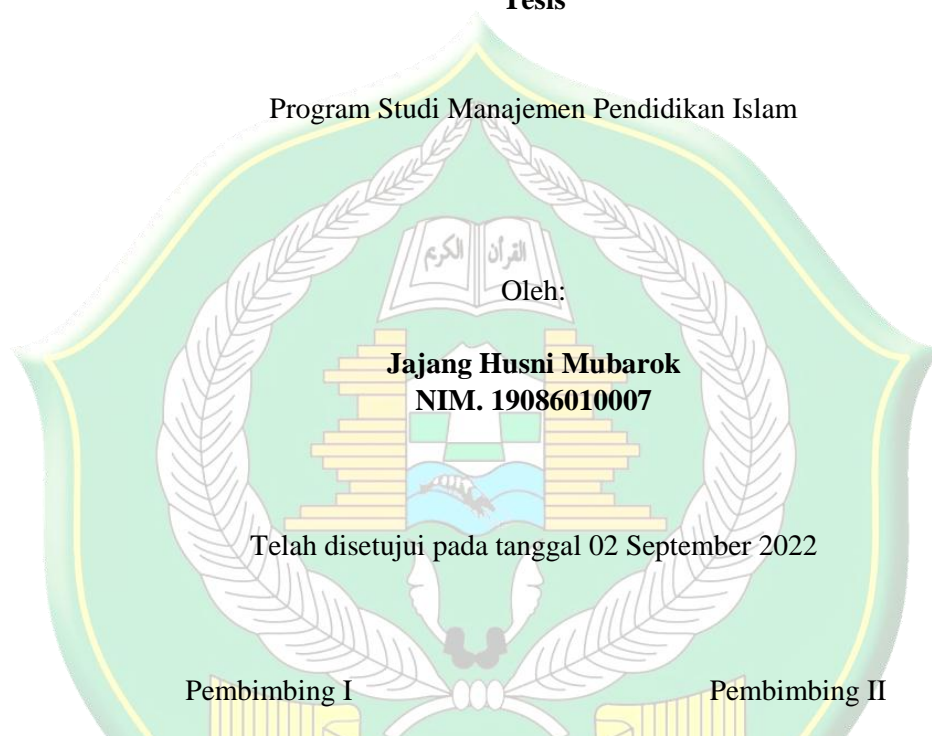 Tesis
Program Studi Manajemen Pendidikan Islam
القرآن الكريم
Oleh:
Jajang Husni Mubarok
NIM. 19086010007
Telah disetujui pada tanggal 02 September 2022
Pembimbing I Pembimbing II